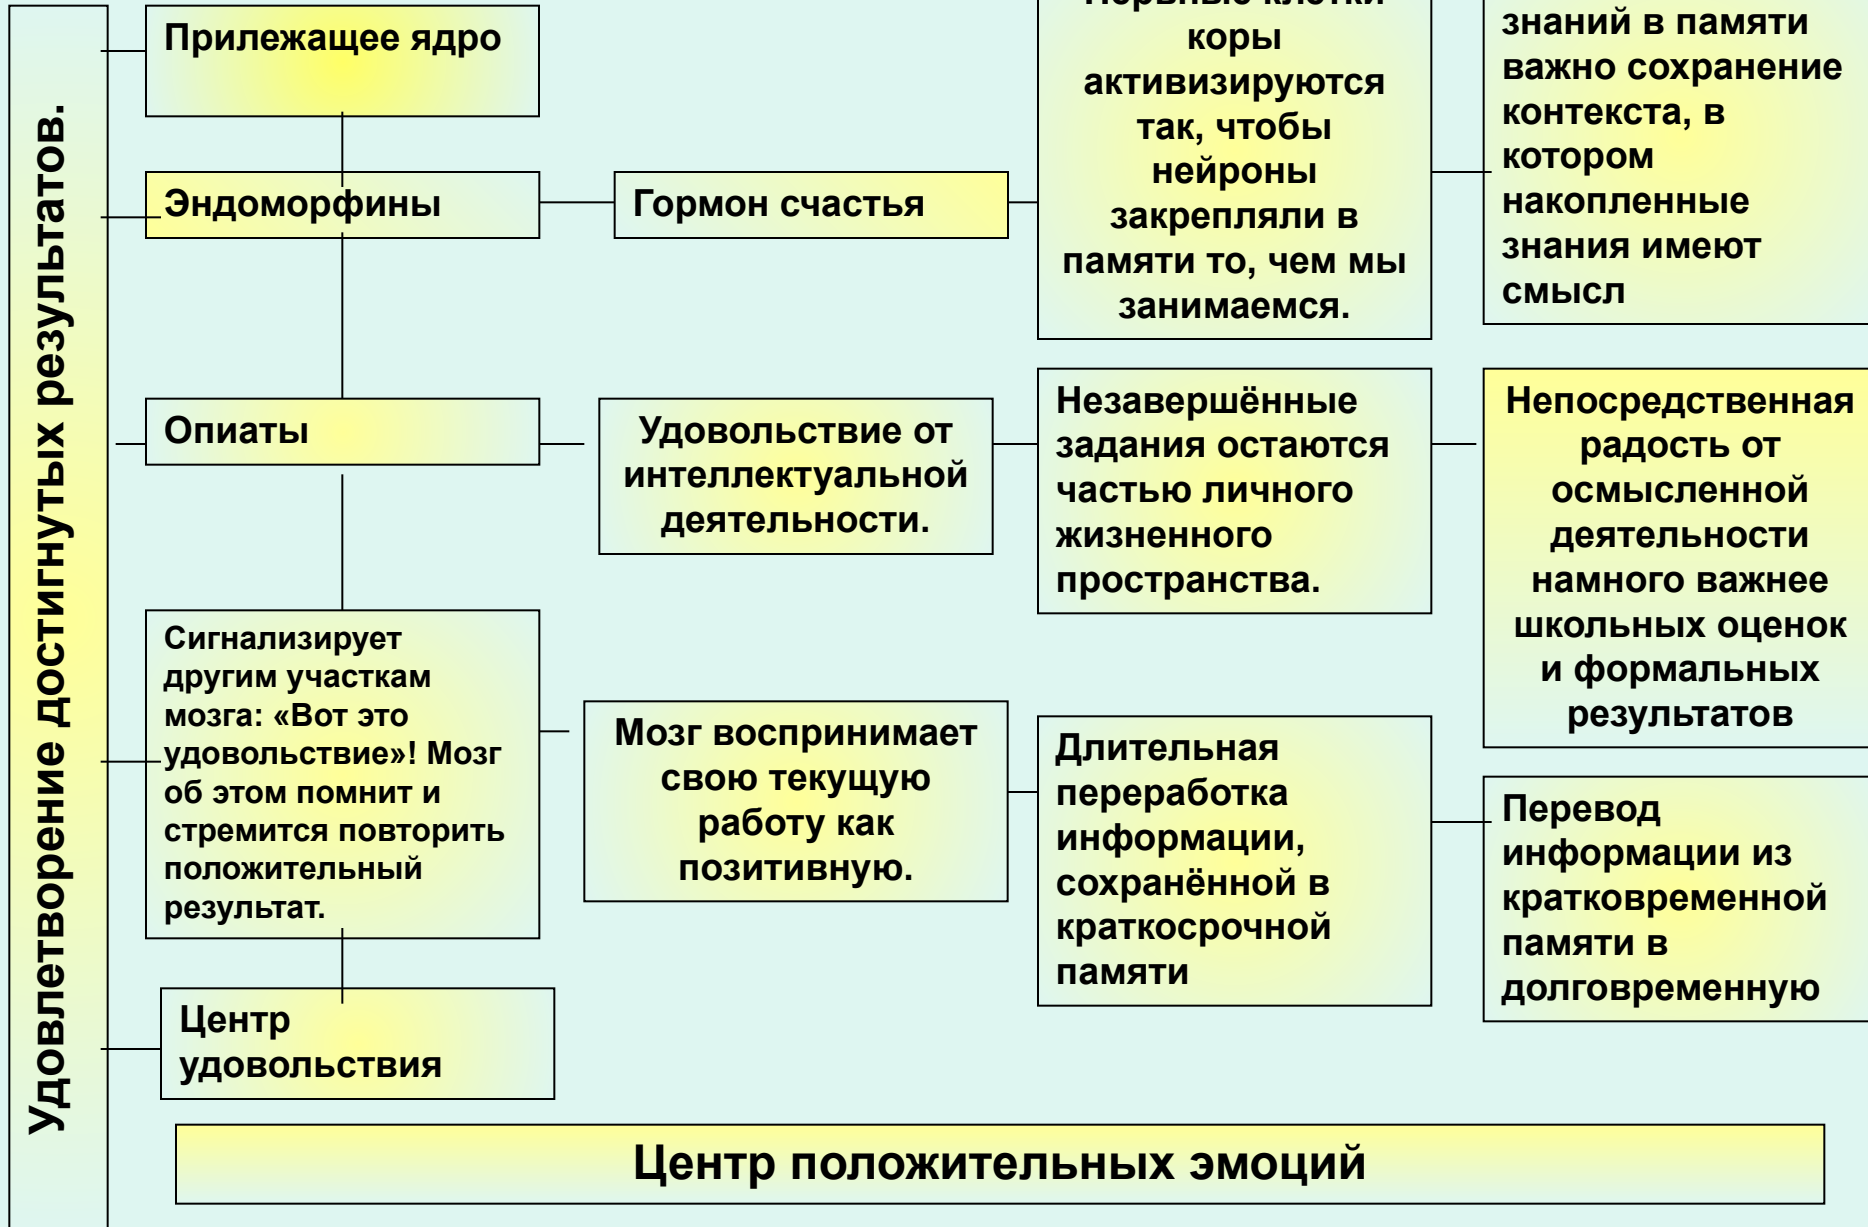 Удовлетворение достигнутых результатов.
Прилежащее ядро
Эндоморфины
Гормон счастья
клетки
коры
активизируются
так, чтобы
нейроны
закрепляли в
памяти то, чем мы
занимаемся.
знаний в памяти
важно сохранение
контекста, в
котором
накопленные
знания имеют
смысл
Опиаты
Удовольствие от
интеллектуальной
деятельности.
Незавершённые
задания остаются
частью личного
жизненного
пространства.
Непосредственная
радость от
осмысленной
деятельности
намного важнее
школьных оценок
и формальных
результатов
Сигнализирует
другим участкам
мозга: «Вот это
удовольствие»! Мозг
об этом помнит и
стремится повторить
положительный
результат.
Мозг воспринимает
свою текущую
работу как
позитивную.
Длительная
переработка
информации,
сохранённой в
краткосрочной
памяти
Перевод
информации из
кратковременной
памяти в
долговременную
Центр
удовольствия
Центр положительных эмоций